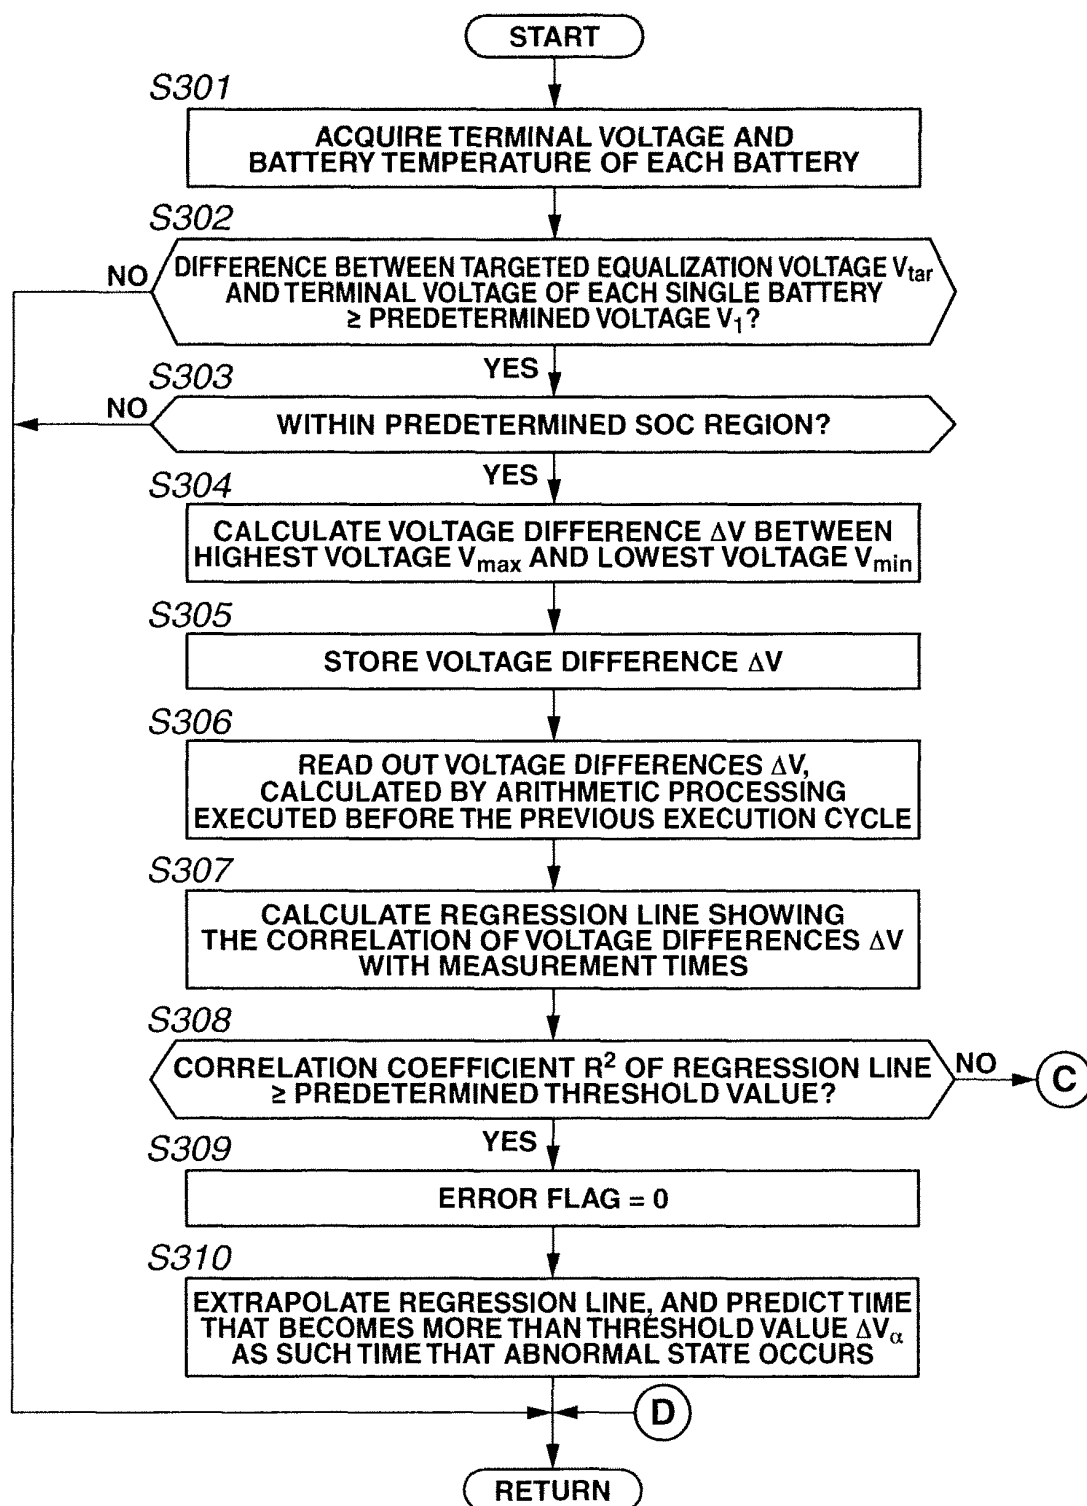 START
S301
ACQUIRE TERMINAL VOLTAGE AND
BATTERY TEMPERATURE OF EACH BATTERY
S302
NO
DIFFERENCE BETWEEN TARGETED EQUALIZATION VOLTAGE Vtar
AND TERMINAL VOLTAGE OF EACH SINGLE BATTERY
≥ PREDETERMINED VOLTAGE V1?
YES
S303
NO
WITHIN PREDETERMINED SOC REGION?
YES
S304
CALCULATE VOLTAGE DIFFERENCE ΔV BETWEEN
HIGHEST VOLTAGE Vmax AND LOWEST VOLTAGE Vmin
S305
STORE VOLTAGE DIFFERENCE ΔV
S306
READ OUT VOLTAGE DIFFERENCES ΔV,
CALCULATED BY ARITHMETIC PROCESSING
EXECUTED BEFORE THE PREVIOUS EXECUTION CYCLE
S307
CALCULATE REGRESSION LINE SHOWING
THE CORRELATION OF VOLTAGE DIFFERENCES ΔV
WITH MEASUREMENT TIMES
S308
CORRELATION COEFFICIENT R² OF REGRESSION LINE
≥ PREDETERMINED THRESHOLD VALUE?
NO
C
YES
S309
ERROR FLAG = 0
S310
EXTRAPOLATE REGRESSION LINE, AND PREDICT TIME
THAT BECOMES MORE THAN THRESHOLD VALUE ΔVα
AS SUCH TIME THAT ABNORMAL STATE OCCURS
D
RETURN